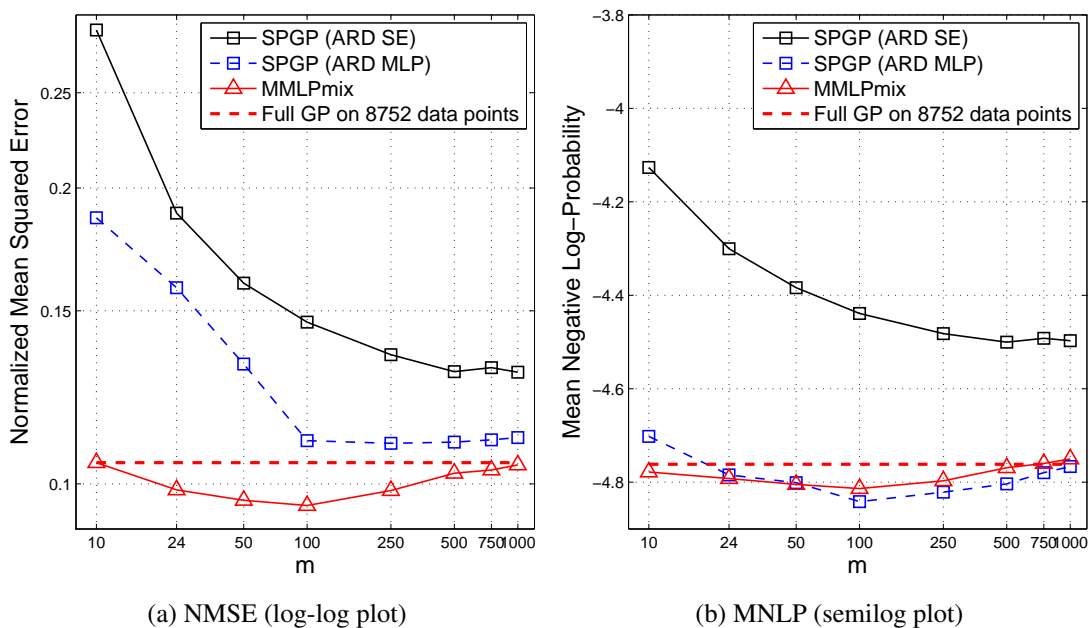 SPGP (ARD SE)
SPGP (ARD MLP)
MMLPmix
Full GP on 8752 data points
Normalized Mean Squared Error
0.25
0.2
0.15
0.1
10 24 50 100 250 500 750 1000
m
(a) NMSE (log-log plot)
SPGP (ARD SE)
SPGP (ARD MLP)
MMLPmix
Full GP on 8752 data points
Mean Negative Log−Probability
−3.8
−4
−4.2
−4.4
−4.6
−4.8
10 24 50 100 250 500 750 1000
m
(b) MNLP (semilog plot)